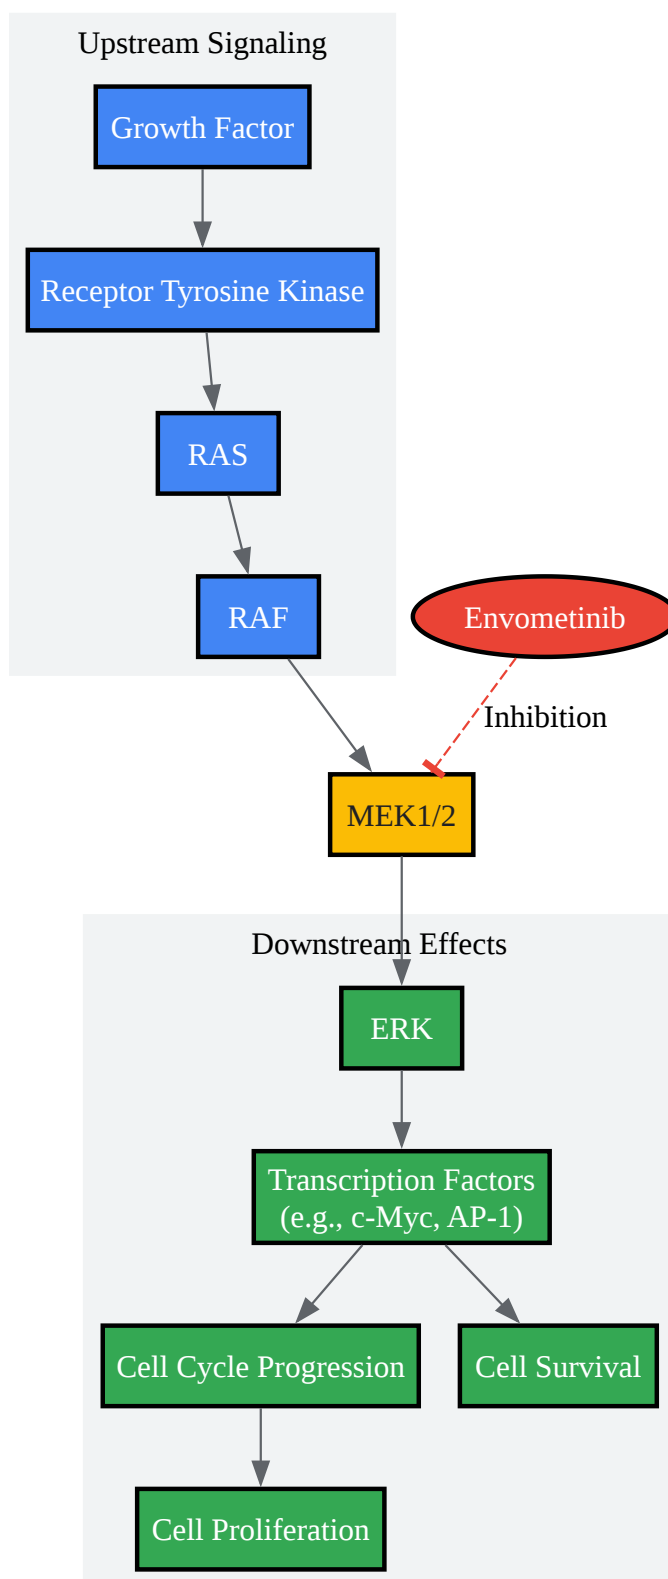 Upstream Signaling
Growth Factor
Receptor Tyrosine Kinase
RAS
RAF
Envometinib
Inhibition
MEK1/2
Downstream Effects
ERK
Transcription Factors
(e.g., c-Myc, AP-1)
Cell Cycle Progression
Cell Survival
Cell Proliferation